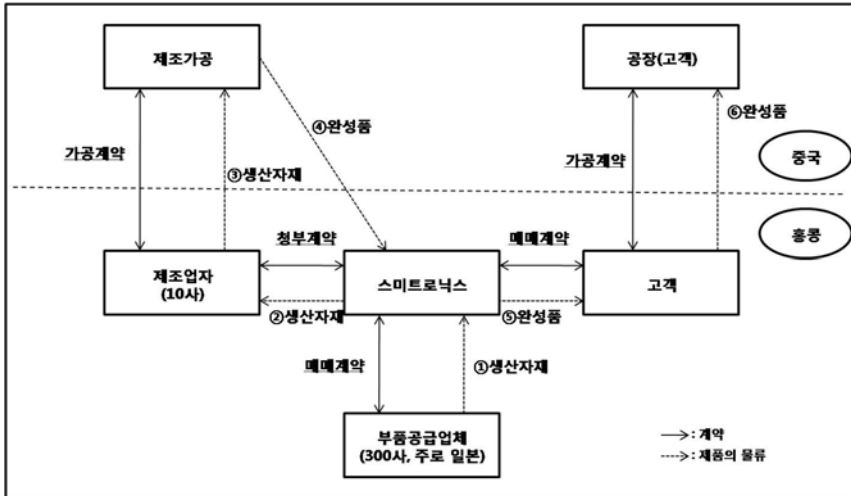 제조가공
공장(고객)
④완성품
⑥완성품
가공계약
③생산자재
가공계약
중국
홍콩
청부계약
매매계약
제조업자
(10사)
스미트로닉스
고객
②생산자재
⑤완성품
매매계약
①생산자재
부품공급업체
(300사, 주로 일본)
: 계약
: 제품의 물류